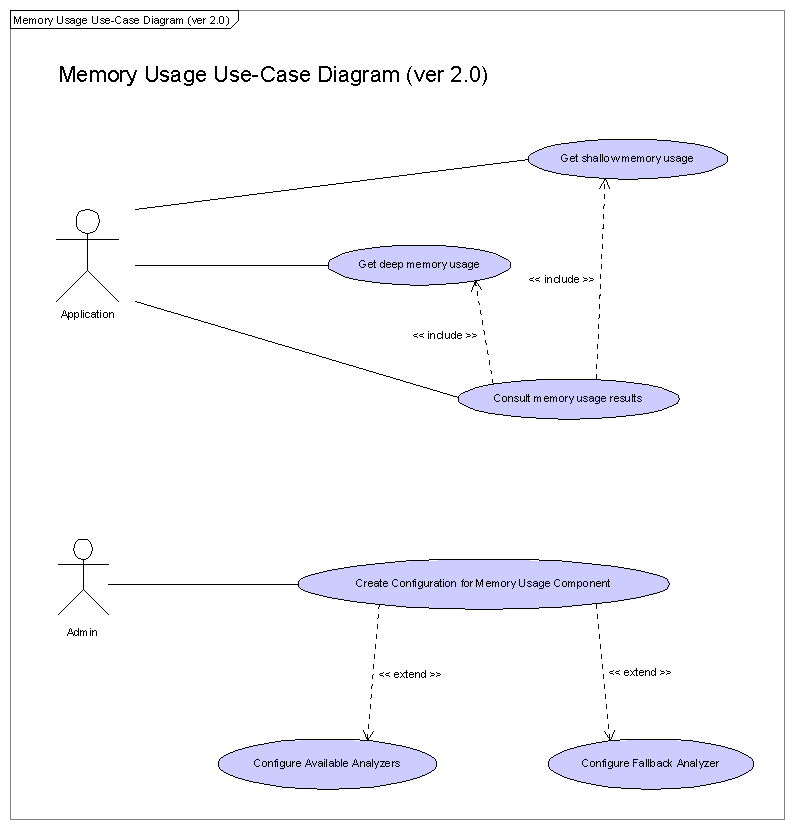 Memory Usage Use-Case Diagram (ver 2.0)
Memory Usage Use-Case Diagram (ver 2.0)
Get shallow memory usage
Get deep memory usage
<< include >>
Application
<< include >>
Consult memory usage results
Create Configuration for Memory Usage Component
Admin
<< extend >>
<< extend >>
Configure Available Analyzers
Configure Fallback Analyzer